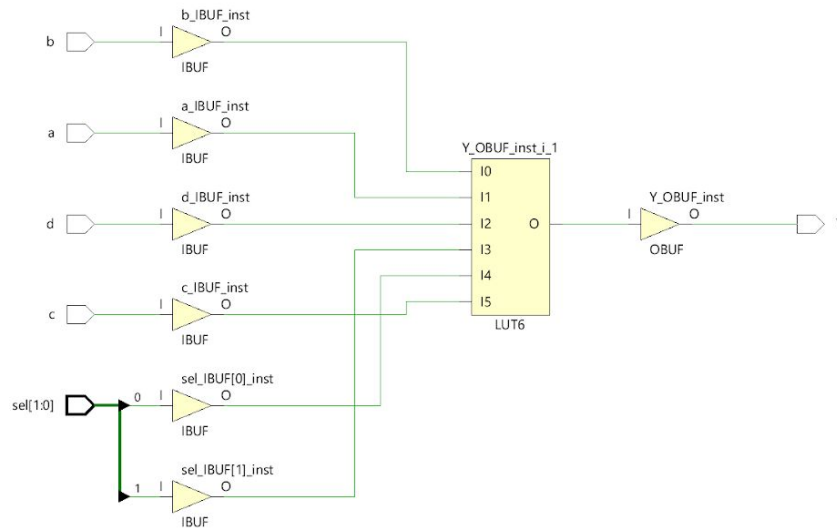 b_IBUF_inst
b
I
O
IBUF
a_IBUF_inst
a
I
O
IBUF
Y_OBUF_inst_i_1
I0
I1
I2
I3
I4
I5
O
LUT6
d_IBUF_inst
d
I
O
IBUF
Y_OBUF_inst
I
O
OBUF
c_IBUF_inst
c
I
O
IBUF
sel_IBUF[0]_inst
sel[1:0]
0
I
O
IBUF
sel_IBUF[1]_inst
1
I
O
IBUF